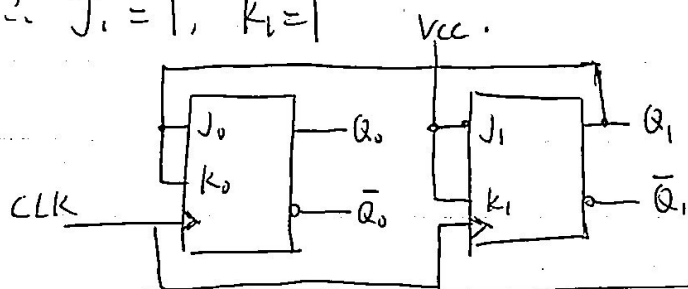 ∴ J₁ = 1, K₁ = 1
Vcc.
J₀ Q₀ J₁ Q₁
K₀ Q̄₀ K₁ Q̄₁
CLK